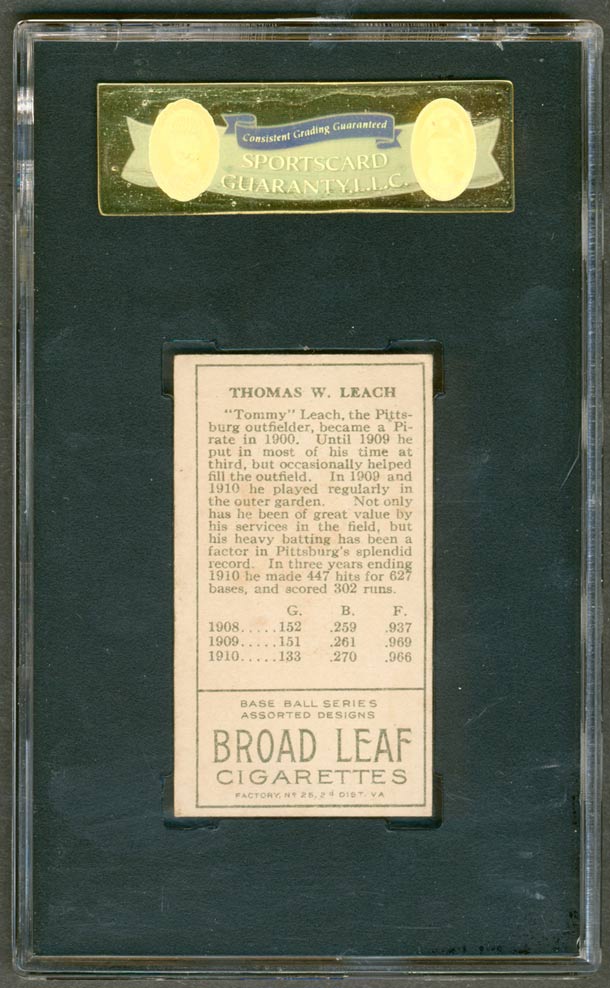 Consistent Grading Guaranteed
SPORTSCARD
GUARANTY, L.L.C.
THOMAS W. LEACH
"Tommy" Leach, the Pitts-
burg outfielder, became a Pi-
rate in 1900. Until 1909 he
put in most of his time at
third, but occasionally helped
fill the outfield. In 1909 and
1910 he played regularly in
the outer garden. Not only
has he been of great value by
his services in the field, but
his heavy batting has been a
factor in Pittsburg's splendid
record. In three years ending
1910 he made 447 hits for 627
bases, and scored 302 runs.
G. B. F.
1908.....152 .259 .937
1909.....151 .261 .969
1910.....133 .270 .966
BASE BALL SERIES
ASSORTED DESIGNS
BROAD LEAF
CIGARETTES
FACTORY, Nº 25, 2d DIST. VA